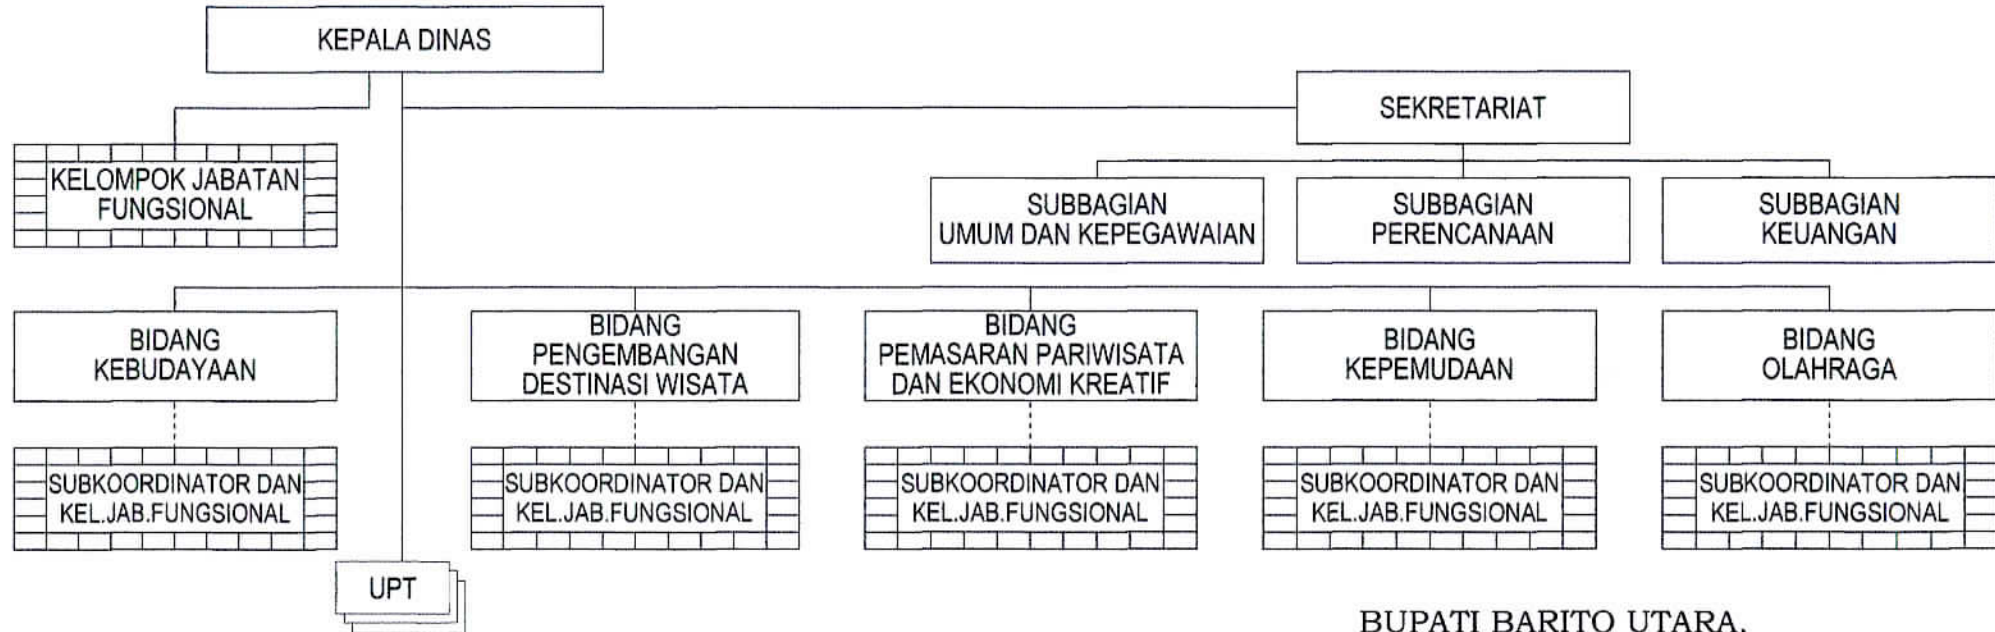 KEPALA DINAS
SEKRETARIAT
KELOMPOK JABATAN
FUNGSIONAL
SUBBAGIAN
UMUM DAN KEPEGAWAIAN
SUBBAGIAN
PERENCANAAN
SUBBAGIAN
KEUANGAN
BIDANG
KEBUDAYAAN
BIDANG
PENGEMBANGAN
DESTINASI WISATA
BIDANG
PEMASARAN PARIWISATA
DAN EKONOMI KREATIF
BIDANG
KEPEMUDAAN
BIDANG
OLAHRAGA
SUBKOORDINATOR DAN
KEL.JAB.FUNGSIONAL
SUBKOORDINATOR DAN
KEL.JAB.FUNGSIONAL
SUBKOORDINATOR DAN
KEL.JAB.FUNGSIONAL
SUBKOORDINATOR DAN
KEL.JAB.FUNGSIONAL
SUBKOORDINATOR DAN
KEL.JAB.FUNGSIONAL
UPT
BUPATI BARITO UTARA,